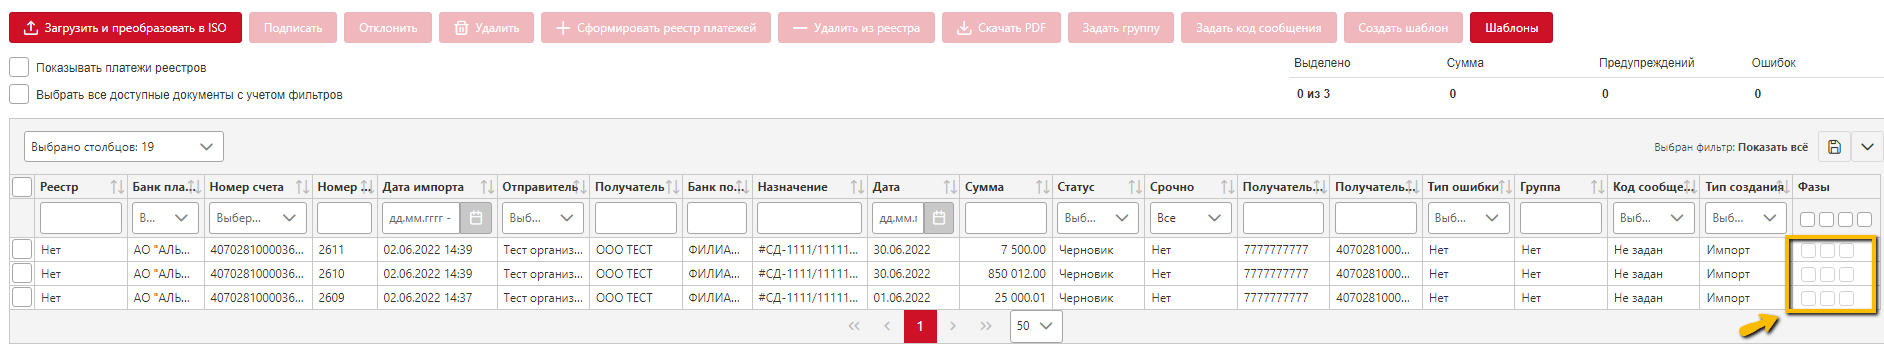 Загрузить и преобразовать в ISO Подписать Отклонить Удалить Сформировать реестр платежей Удалить из реестра Скачать PDF Задать группу Задать код сообщения Создать шаблон Шаблоны
Показывать платежи реестров
Выбрать все доступные документы с учетом фильтров
Выделено Сумма Предупреждений Ошибок
0 из 3 0 0 0
Выбрано столбцов: 19
Выбран фильтр: Показать всё
Реестр Банк пла... Номер счета Номер ... Дата импорта Отправитель Получатель Банк по... Назначение Дата Сумма Статус Срочно Получатель... Получатель... Тип ошибки Группа Код сообще... Тип создания Фазы
В... Выбер... дд.мм.гггг - Выб... дд.мм.г Выб... Все Выб... Выб... Выб...
Нет АО "АЛЬ... 4070281000036... 2611 02.06.2022 14:39 Тест организ... ООО ТЕСТ ФИЛИА... #СД-1111/11111... 30.06.2022 7 500.00 Черновик Нет 7777777777 4070281000... Нет Нет Не задан Импорт
Нет АО "АЛЬ... 4070281000036... 2610 02.06.2022 14:39 Тест организ... ООО ТЕСТ ФИЛИА... #СД-1111/11111... 30.06.2022 850 012.00 Черновик Нет 7777777777 4070281000... Нет Нет Не задан Импорт
Нет АО "АЛЬ... 4070281000036... 2609 02.06.2022 14:37 Тест организ... ООО ТЕСТ ФИЛИА... #СД-1111/11111... 01.06.2022 25 000.01 Черновик Нет 7777777777 4070281000... Нет Нет Не задан Импорт
1 50